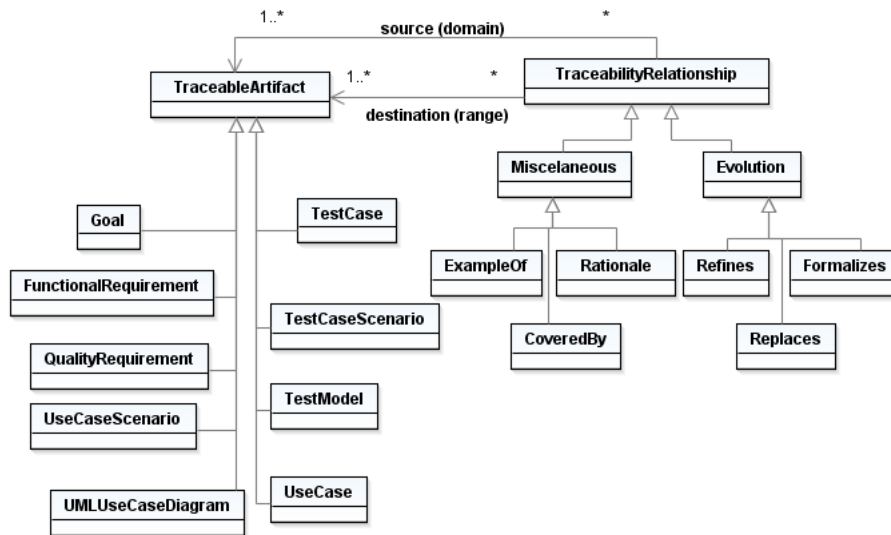 1..*
source (domain)
*
TraceableArtifact
1..*
*
TraceabilityRelationship
destination (range)
Miscelaneous
Evolution
Goal
TestCase
ExampleOf
Rationale
Refines
Formalizes
FunctionalRequirement
TestCaseScenario
CoveredBy
Replaces
QualityRequirement
TestModel
UseCaseScenario
UMLUseCaseDiagram
UseCase